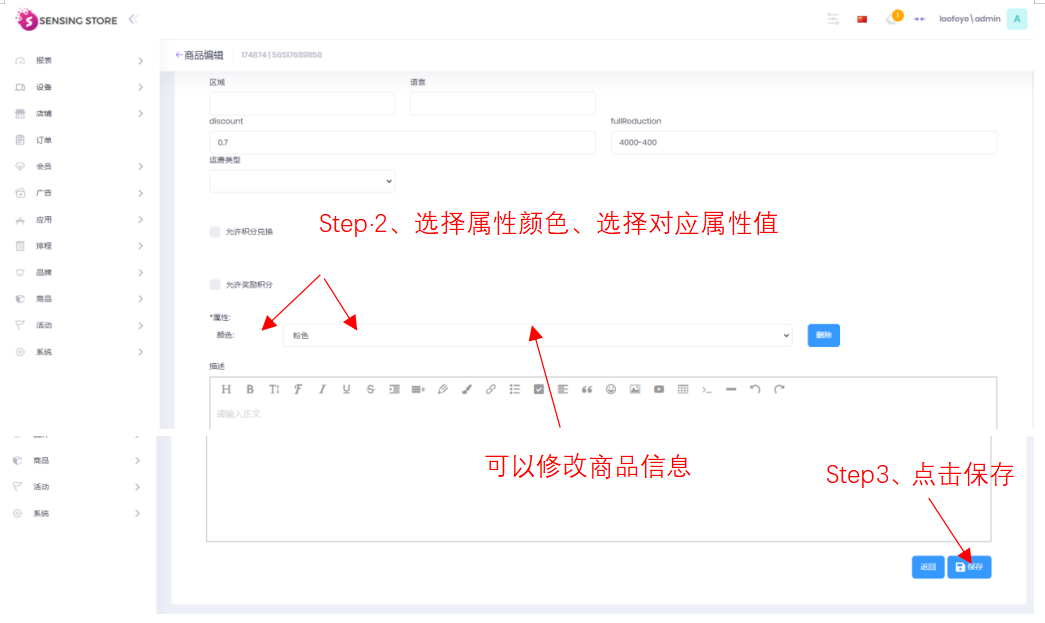 SENSING STORE
1
laofoye\admin
A
报表
设备
店铺
订单
会员
广告
应用
排程
品牌
商品
活动
系统
←商品编辑 174874 | 565176891158
区域 语言
discount fullReduction
0.7 4000-400
运费类型
Step·2、选择属性颜色、选择对应属性值
允许积分兑换
允许奖励积分
*属性:
颜色: 粉色 删除
描述
请输入正文
可以修改商品信息
商品
活动
系统
Step3、点击保存
返回 保存